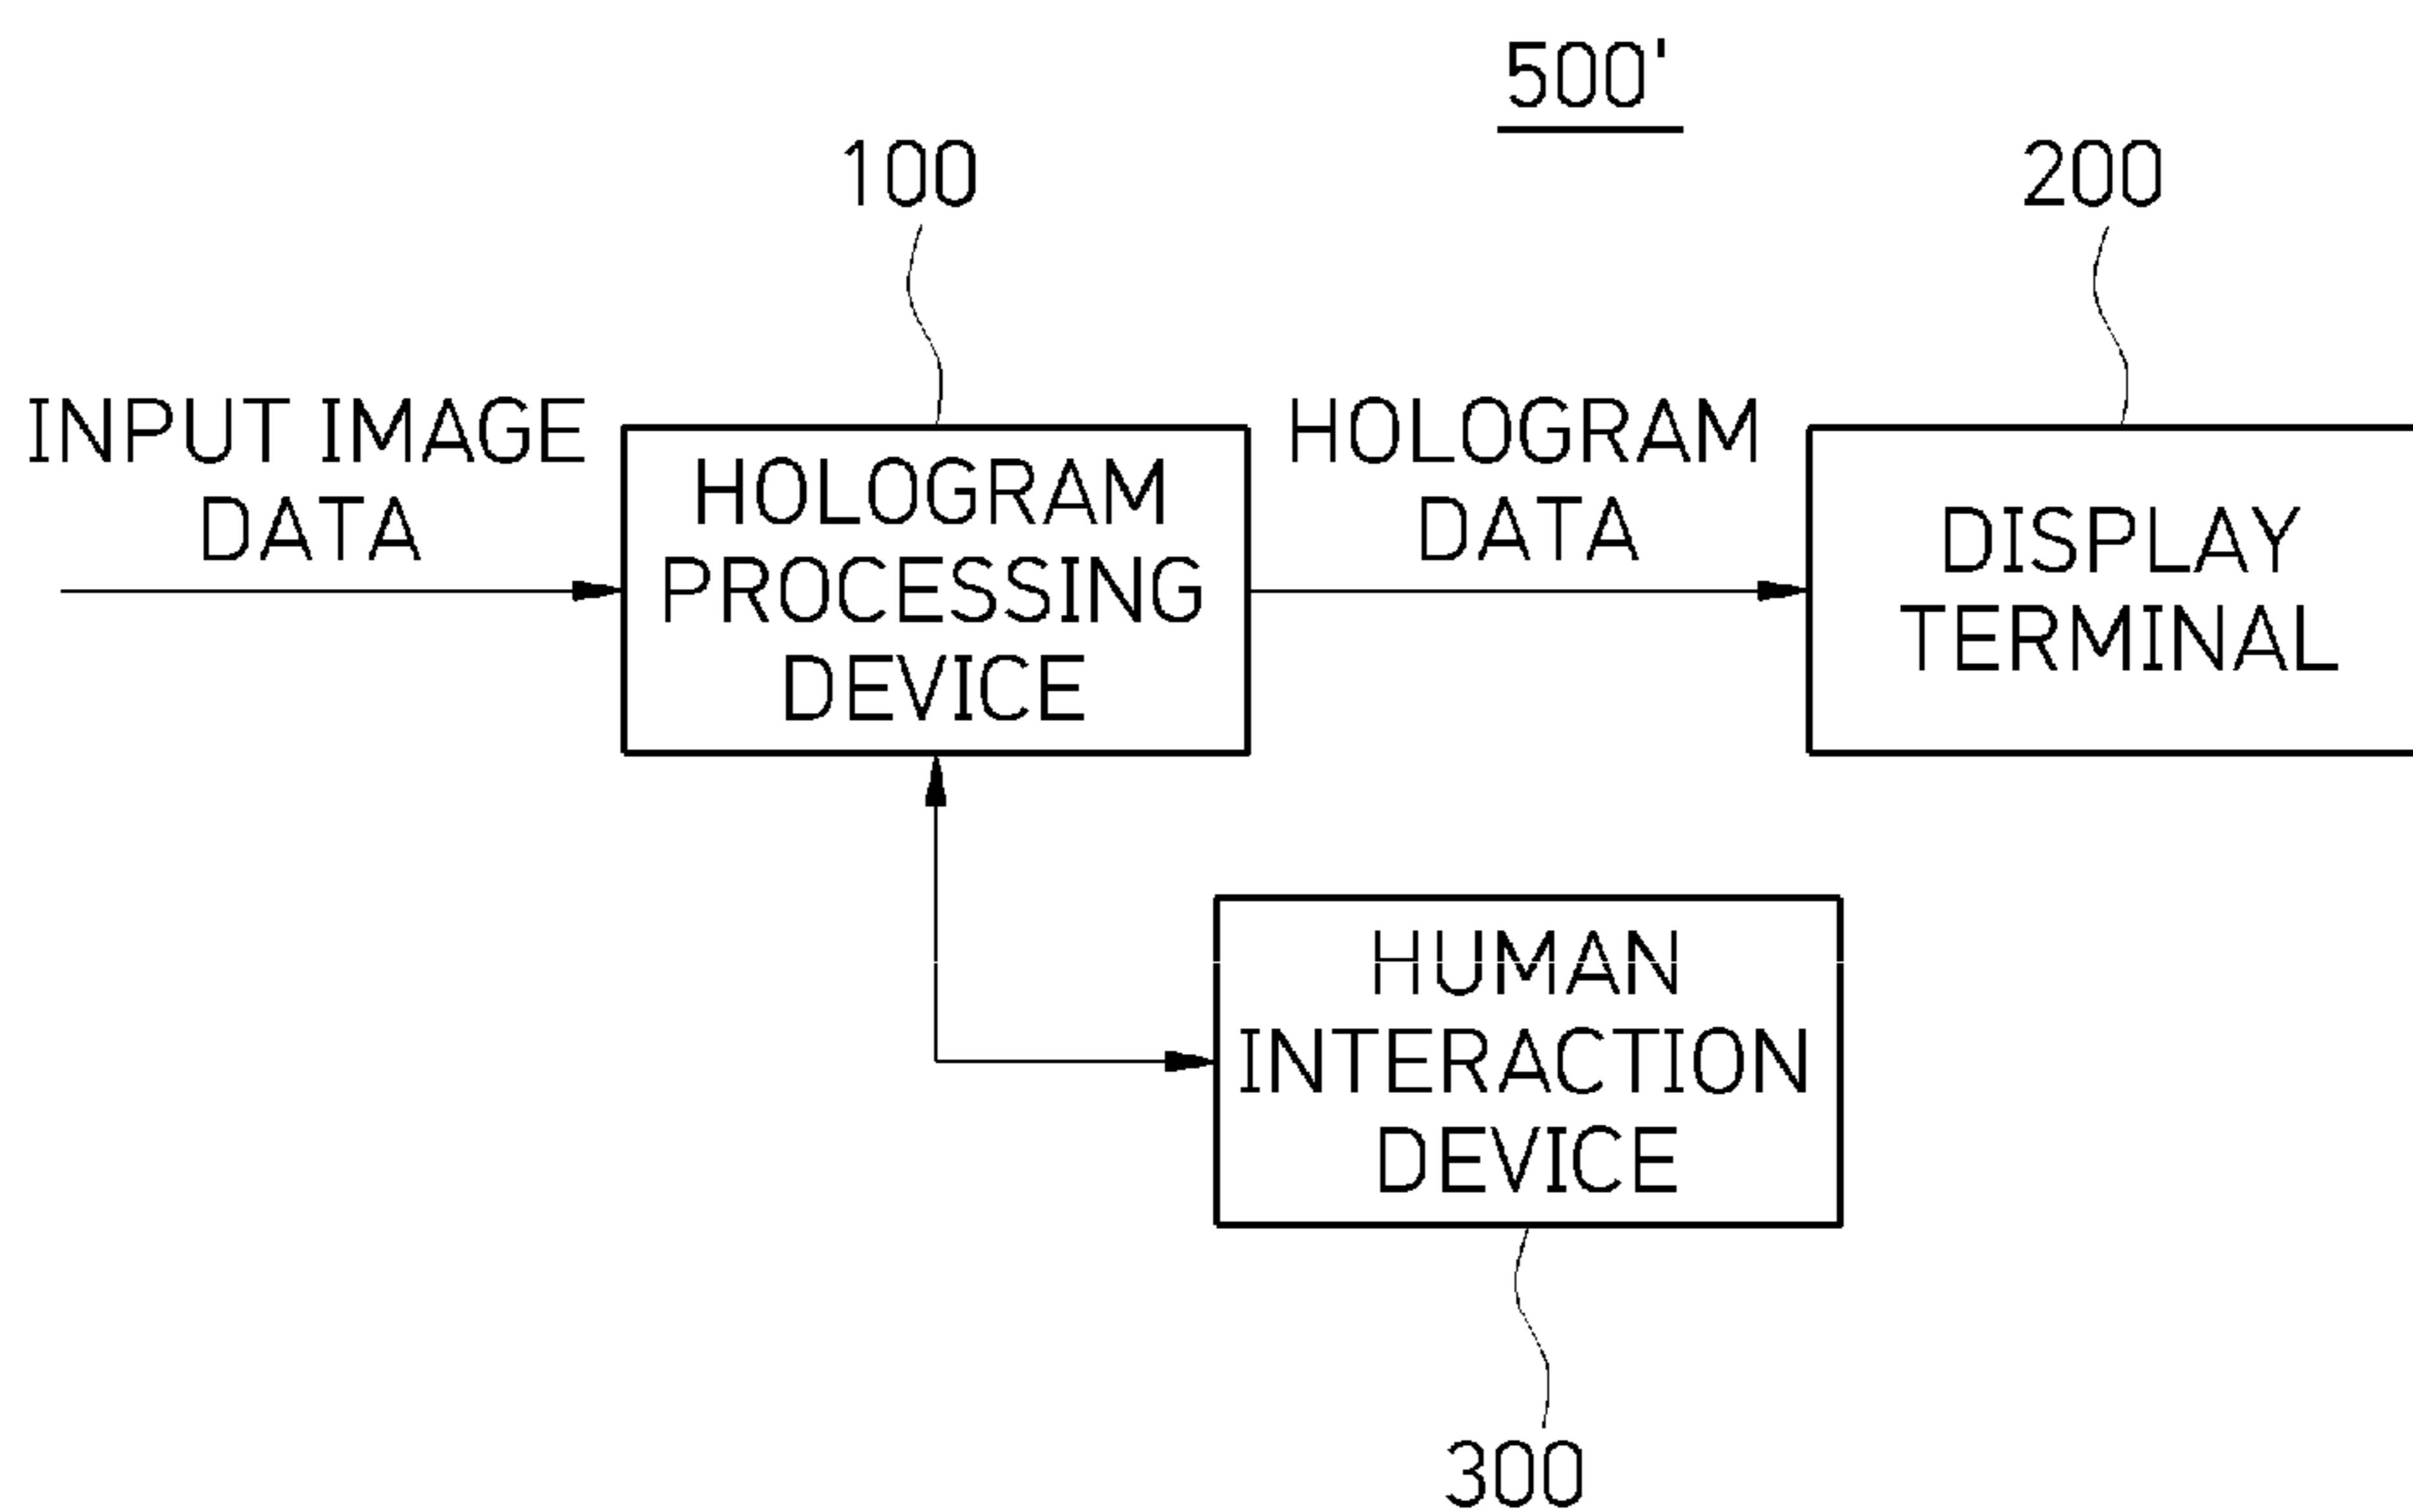 500'
100
200
INPUT IMAGE
DATA
HOLOGRAM
PROCESSING
DEVICE
HOLOGRAM
DATA
DISPLAY
TERMINAL
HUMAN
INTERACTION
DEVICE
300